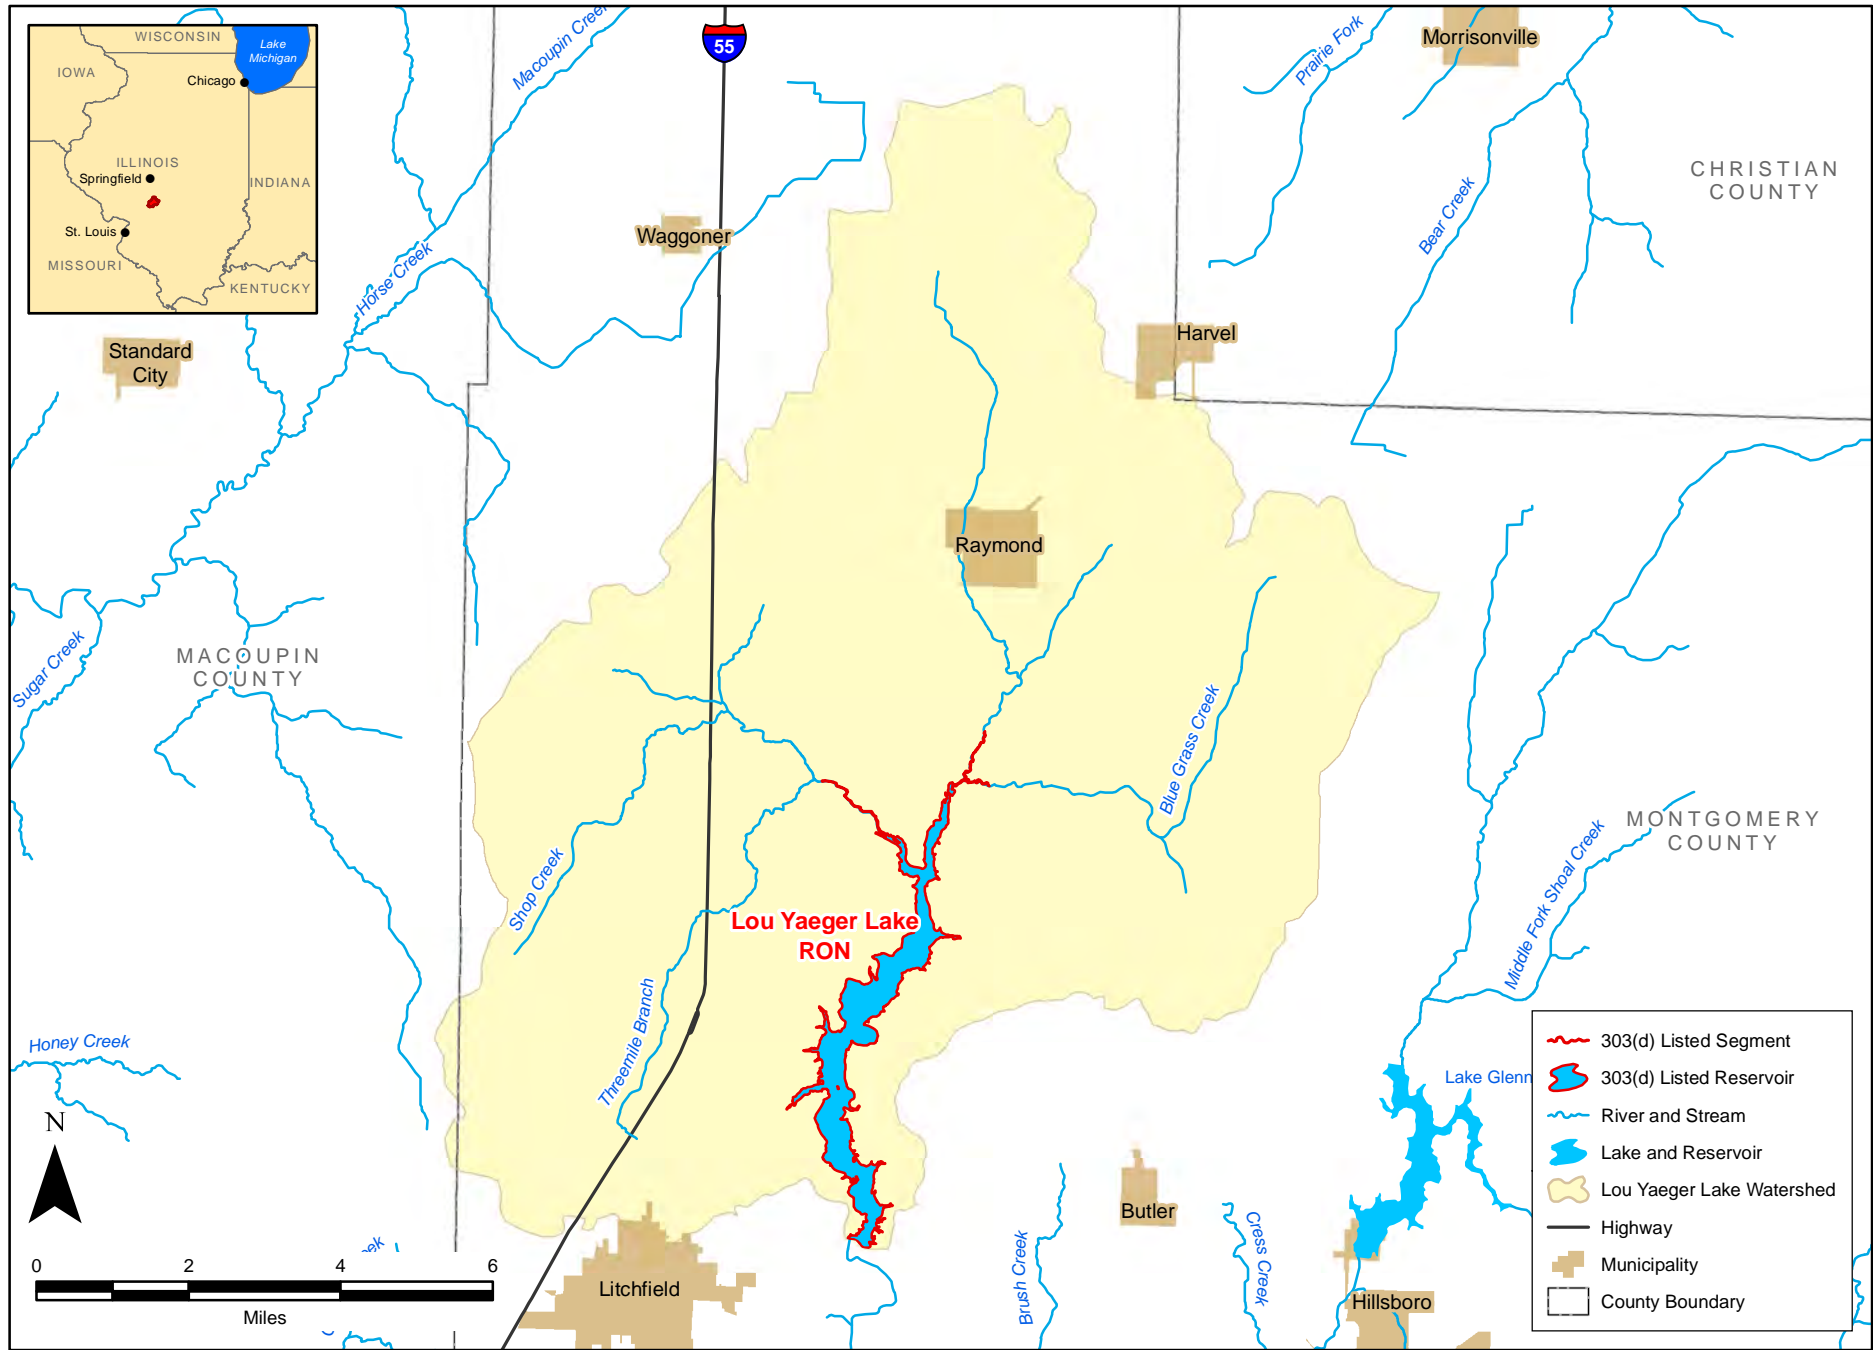 WISCONSIN
Lake
Michigan
IOWA
Chicago
ILLINOIS
Springfield
INDIANA
St. Louis
MISSOURI
KENTUCKY
Macoupin Creek
55
Prairie Fork
Morrisonville
CHRISTIAN
COUNTY
Bear Creek
Waggoner
Horse Creek
Harvel
Standard
City
Raymond
Sugar Creek
MACOUPIN
COUNTY
Blue Grass Creek
MONTGOMERY
COUNTY
Shop Creek
Middle Fork Shoal Creek
Lou Yaeger Lake
RON
Threemile Branch
Honey Creek
Lake Glenn
N
Butler
Brush Creek
Cress Creek
Litchfield
Hillsboro
0 2 4 6
Miles
303(d) Listed Segment
303(d) Listed Reservoir
River and Stream
Lake and Reservoir
Lou Yaeger Lake Watershed
Highway
Municipality
County Boundary